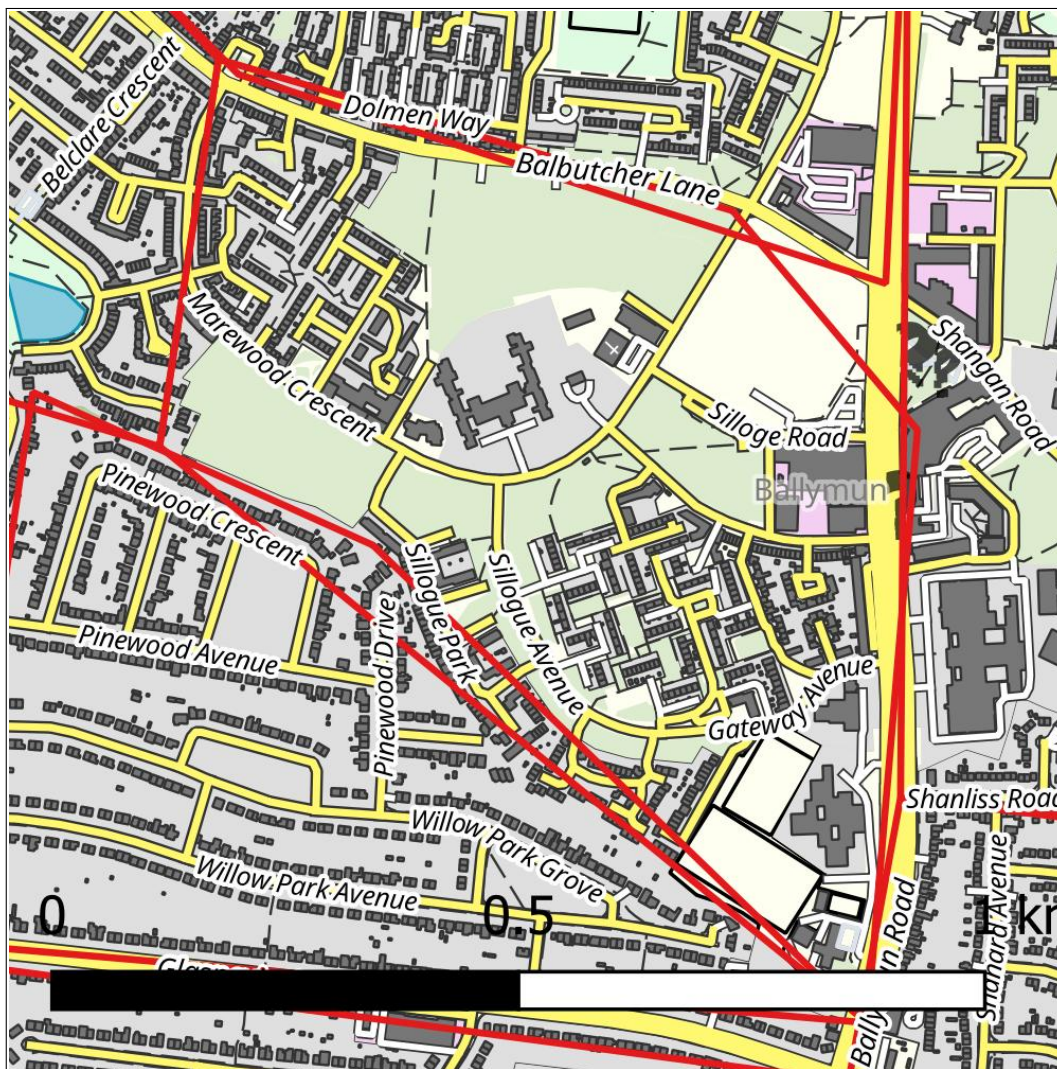 Belclare Crescent
Dolmen Way
Balbutcher Lane
Marewood Crescent
Shangan Road
Silloge Road
Ballymun
Pinewood Crescent
Sillogue Park
Sillogue Avenue
Pinewood Avenue
Pinewood Drive
Gateway Avenue
Shanliss Road
Willow Park Grove
Willow Park Avenue
Shanard Avenue
0
0.5
1 km